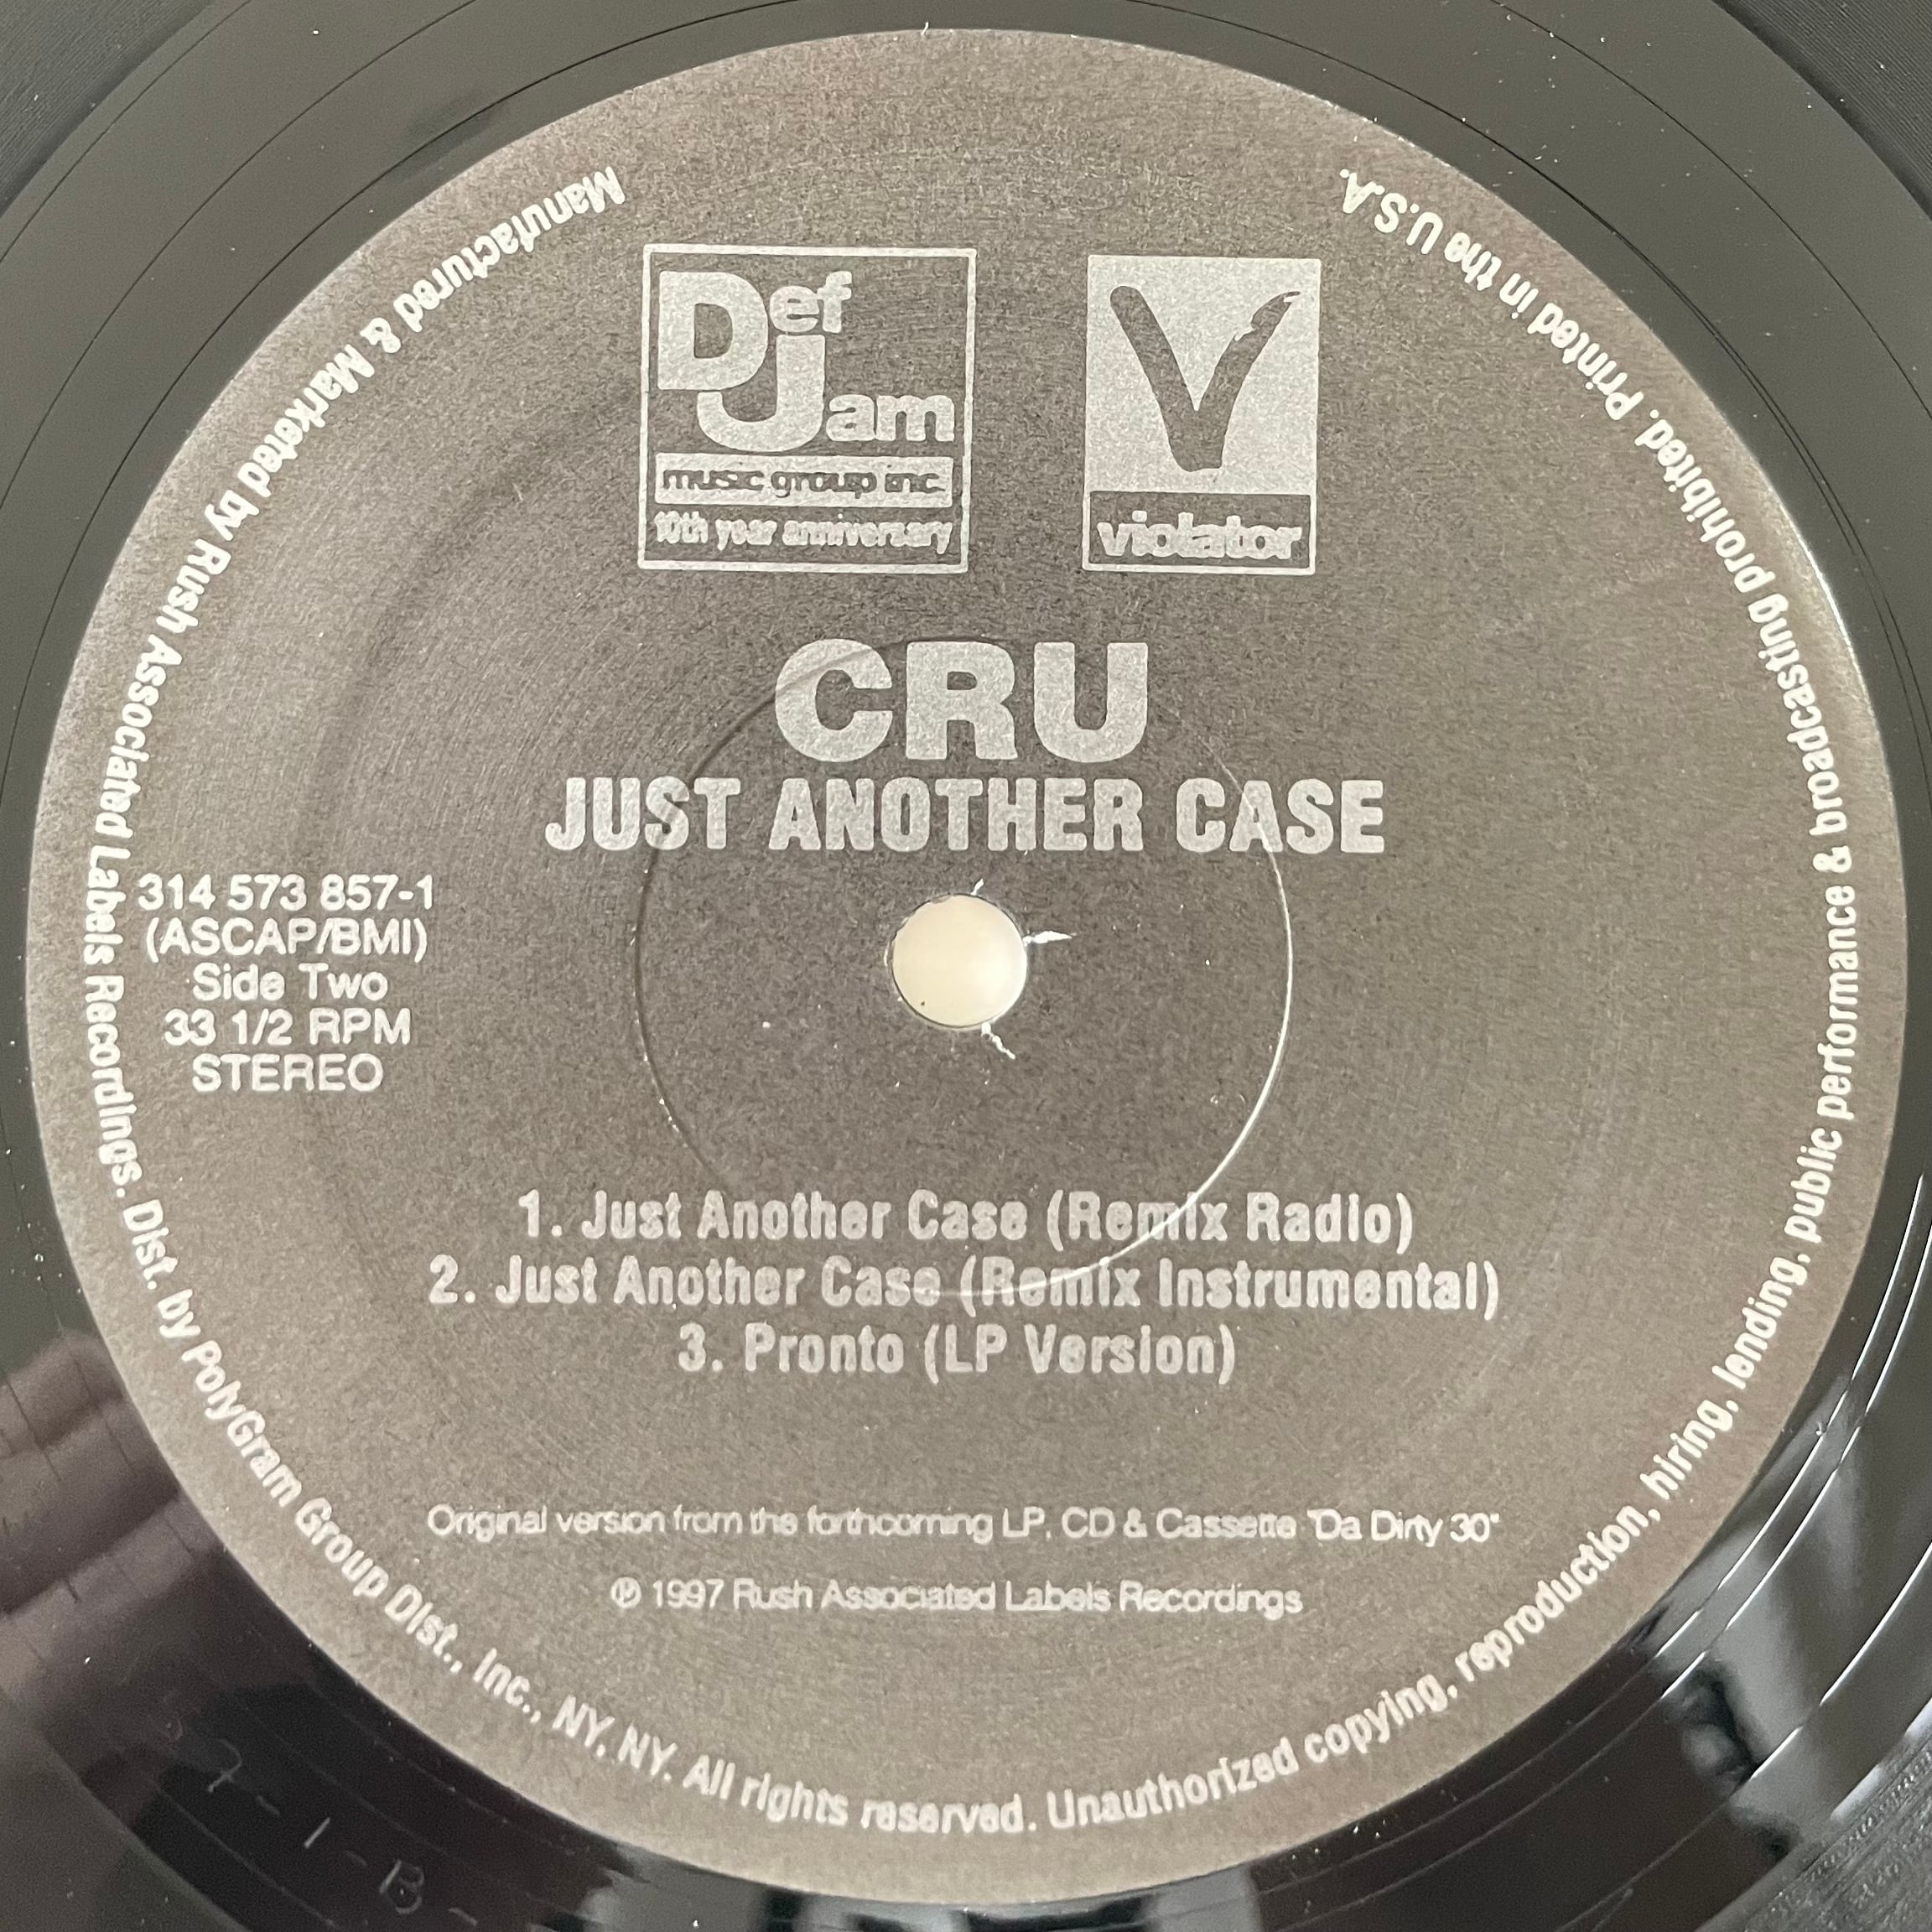 Def
Jam
music group inc.
10th year anniversary
V
violator
CRU
JUST ANOTHER CASE
314 573 857-1
(ASCAP/BMI)
Side Two
33 1/2 RPM
STEREO
1. Just Another Case (Remix Radio)
2. Just Another Case (Remix Instrumental)
3. Pronto (LP Version)
Original version from the forthcoming LP, CD & Cassette "Da Dirty 30"
℗ 1997 Rush Associated Labels Recordings
Manufactured & Marketed by Rush Associated Labels Recordings. Dist. by PolyGram Group Dist., Inc., NY, NY. All rights reserved. Unauthorized copying, reproduction, hiring, lending, public performance & broadcasting prohibited. Printed in the U.S.A.